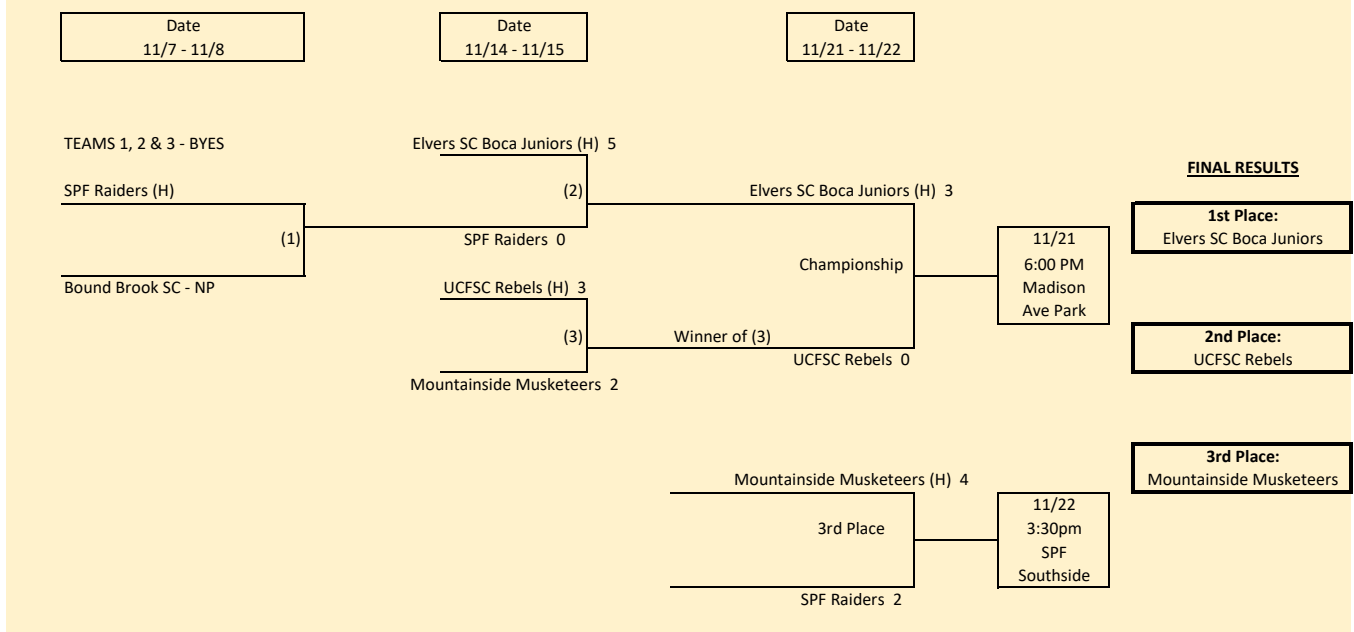 Date
11/7 - 11/8
Date
11/14 - 11/15
Date
11/21 - 11/22
TEAMS 1, 2 & 3 - BYES
Elvers SC Boca Juniors (H) 5
FINAL RESULTS
SPF Raiders (H)
(2)
Elvers SC Boca Juniors (H) 3
1st Place:
Elvers SC Boca Juniors
(1)
SPF Raiders 0
11/21
6:00 PM
Madison
Ave Park
Championship
Bound Brook SC - NP
UCFSC Rebels (H) 3
(3)
Winner of (3)
2nd Place:
UCFSC Rebels
UCFSC Rebels 0
Mountainside Musketeers 2
3rd Place:
Mountainside Musketeers
Mountainside Musketeers (H) 4
11/22
3:30pm
SPF
Southside
3rd Place
SPF Raiders 2